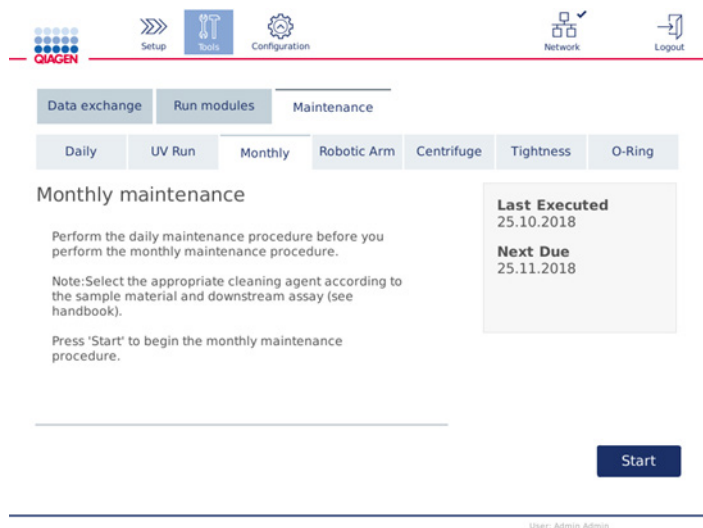 QIAGEN
Setup
Tools
Configuration
Network
Logout
Data exchange
Run modules
Maintenance
Daily
UV Run
Monthly
Robotic Arm
Centrifuge
Tightness
O-Ring
Monthly maintenance
Perform the daily maintenance procedure before you
perform the monthly maintenance procedure.
Note:Select the appropriate cleaning agent according to
the sample material and downstream assay (see
handbook).
Press 'Start' to begin the monthly maintenance
procedure.
Last Executed
25.10.2018
Next Due
25.11.2018
Start
User: Admin Admin